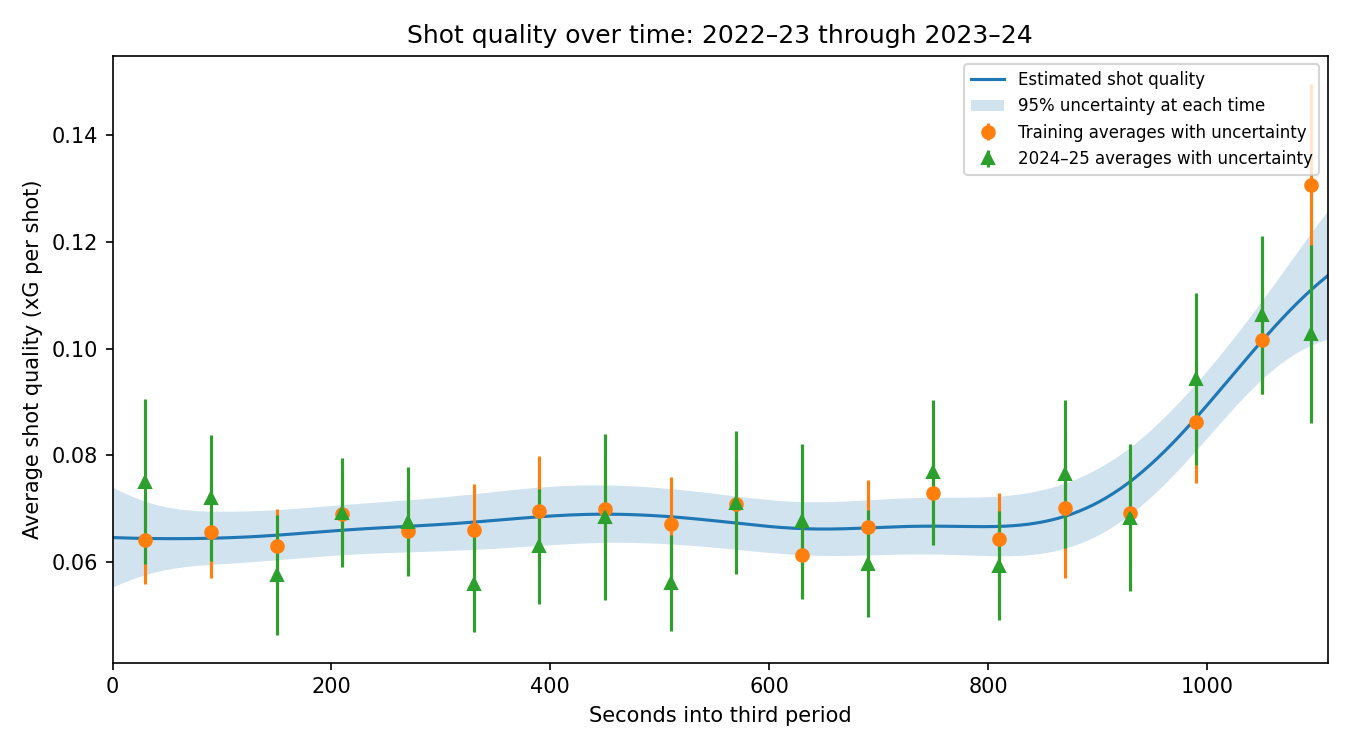 Shot quality over time: 2022–23 through 2023–24
Estimated shot quality
95% uncertainty at each time
Training averages with uncertainty
2024–25 averages with uncertainty
Average shot quality (xG per shot)
0.14
0.12
0.10
0.08
0.06
0 200 400 600 800 1000
Seconds into third period